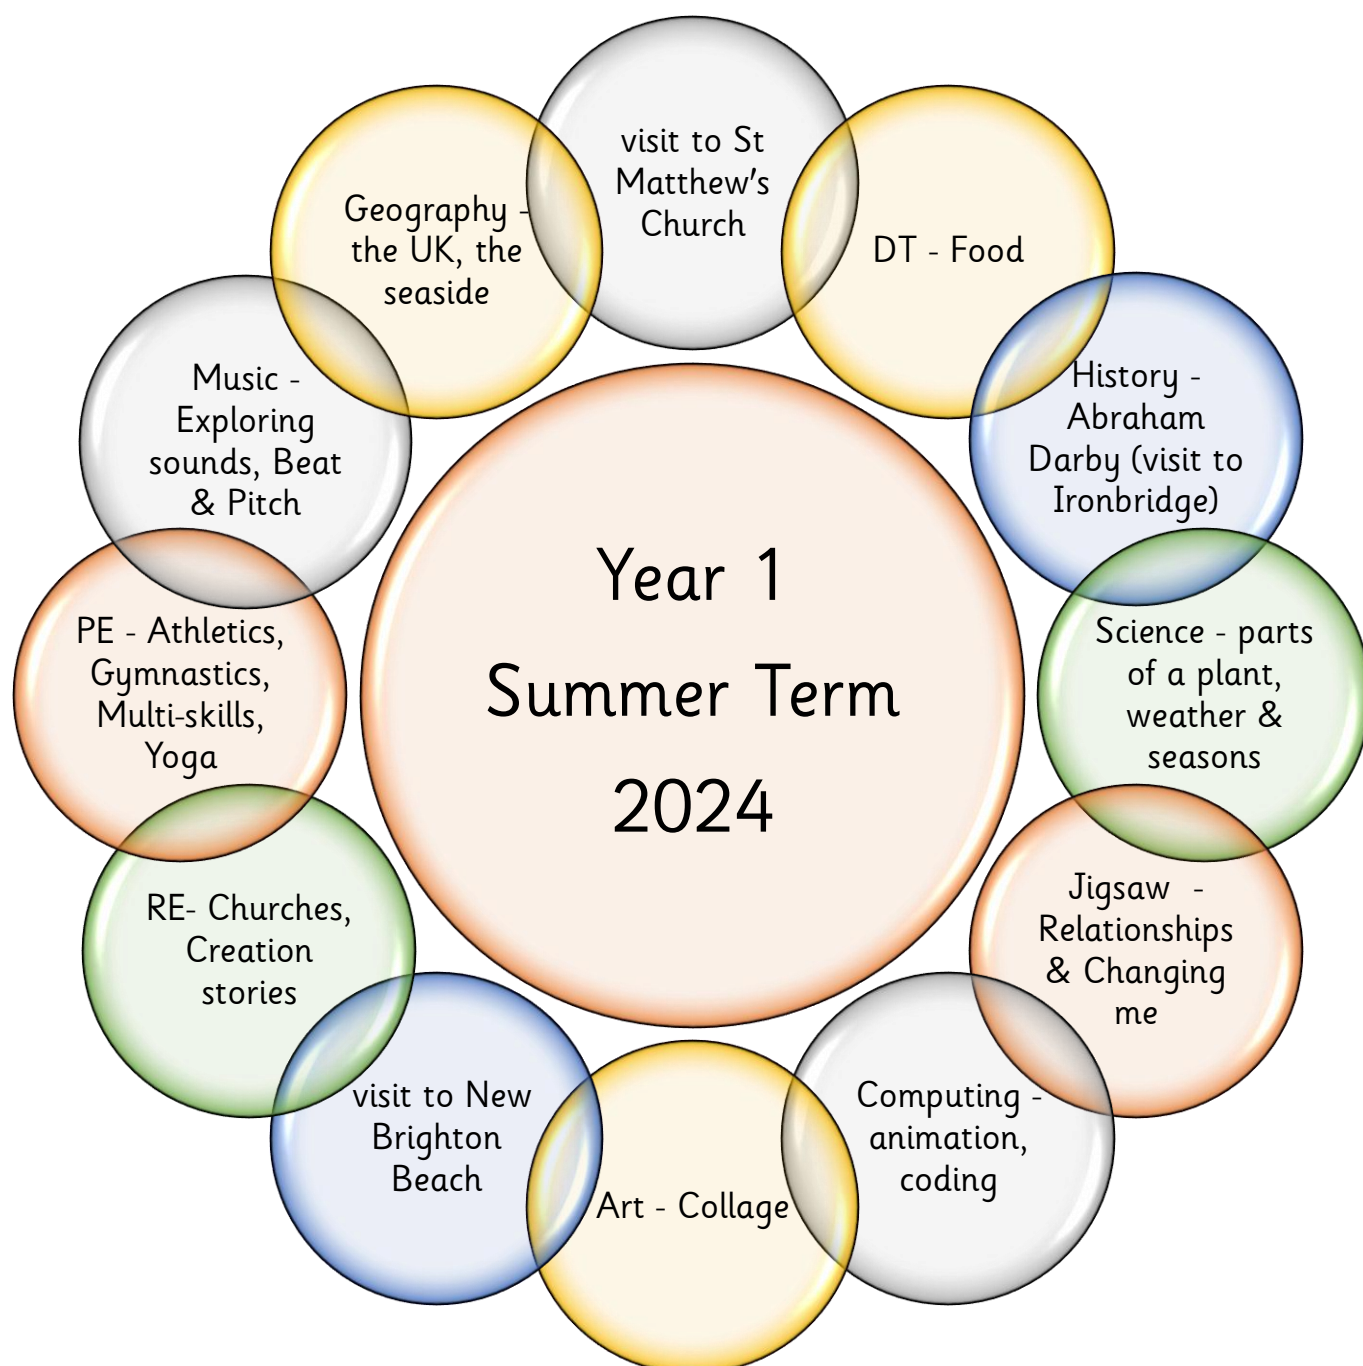 visit to St
Matthew's
Church
DT - Food
History -
Abraham
Darby (visit to
Ironbridge)
Science - parts
of a plant,
weather &
seasons
Jigsaw  -
Relationships
& Changing
me
Computing -
animation,
coding
Art - Collage
visit to New
Brighton
Beach
RE- Churches,
Creation
stories
PE - Athletics,
Gymnastics,
Multi-skills,
Yoga
Music -
Exploring
sounds, Beat
& Pitch
Geography -
the UK, the
seaside
Year 1
Summer Term
2024